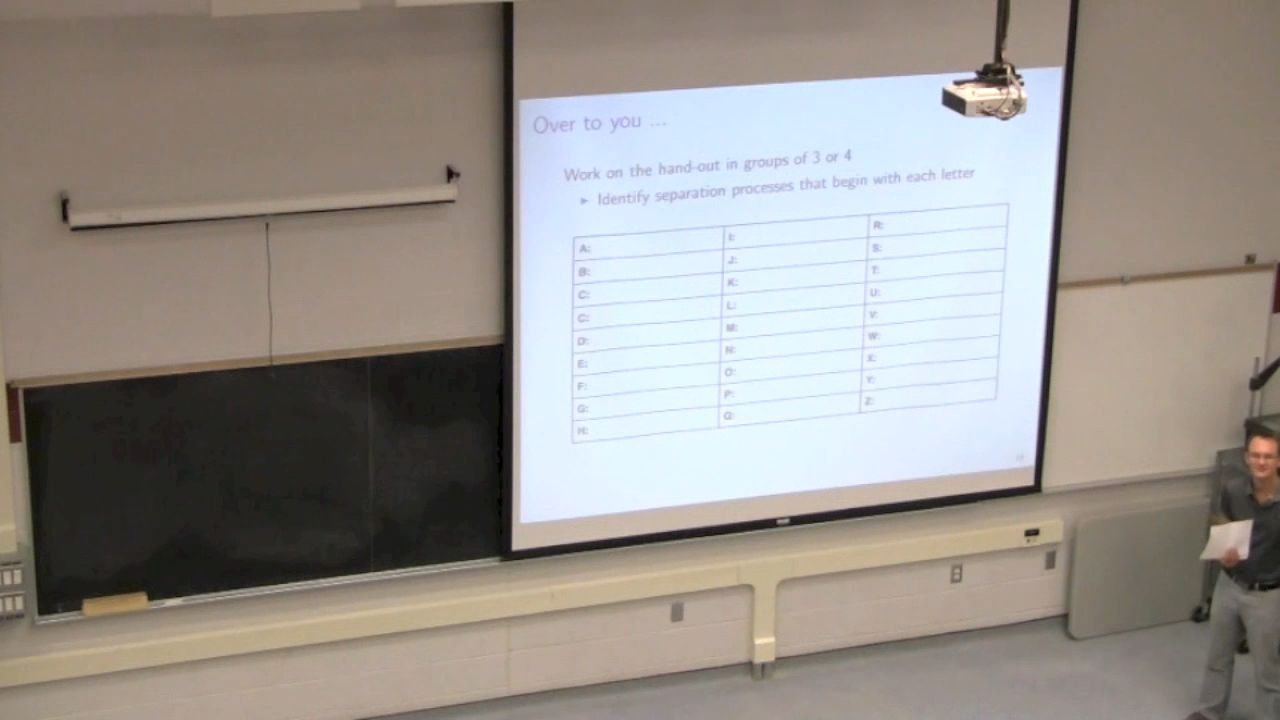 Over to you ...
Work on the hand-out in groups of 3 or 4
► Identify separation processes that begin with each letter
A:
B:
C:
C:
D:
E:
F:
G:
H:
I:
J:
K:
L:
M:
N:
O:
P:
Q:
R:
S:
T:
U:
V:
W:
X:
Y:
Z: